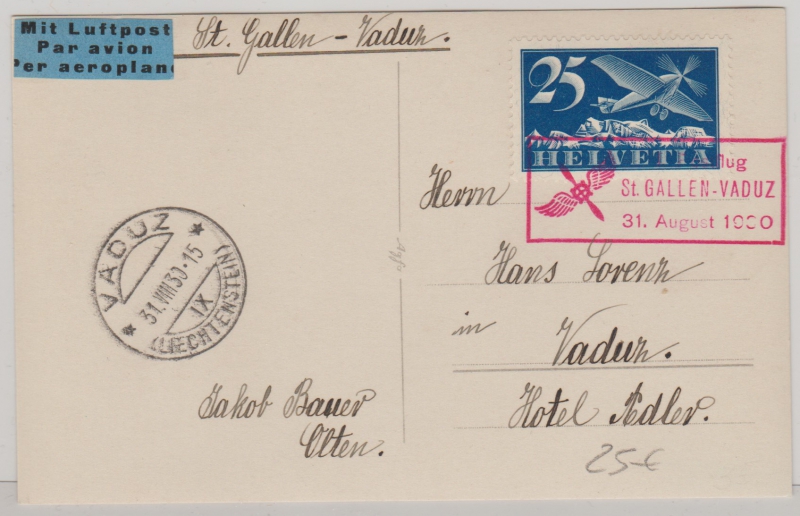 Mit Luftpost
Par avion
Per aeroplane
St. Gallen - Vaduz.
25
HELVETIA
flug
St. GALLEN-VADUZ
31. August 1930
Herrn
Hans Lorenz
in
Vaduz.
Hotel Adler.
VADUZ
31.VIII 30·15
IX
(LIECHTENSTEIN)
Jakob Bauer
Olten.
25-€